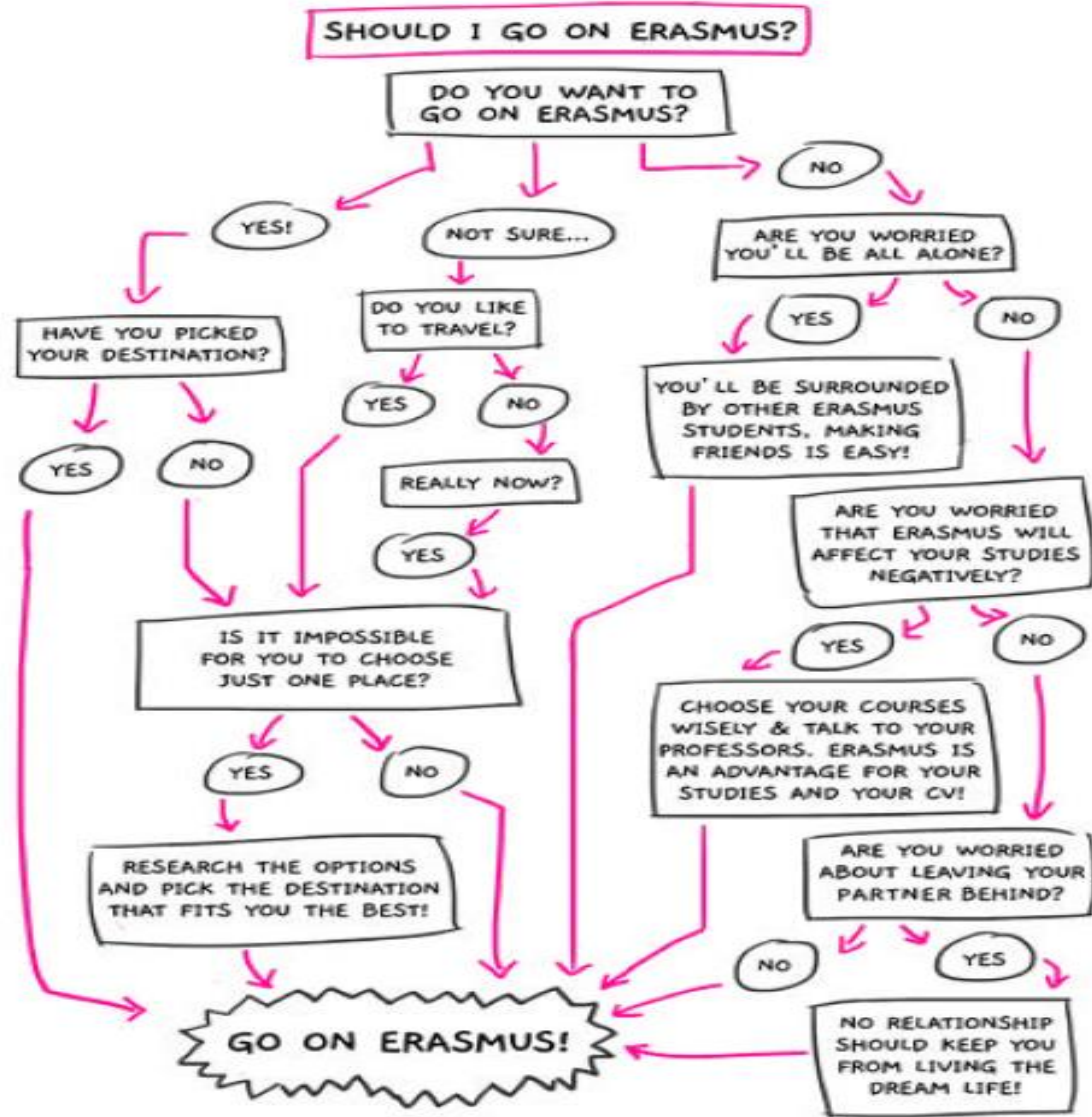 SHOULD I GO ON ERASMUS?
DO YOU WANT TO
GO ON ERASMUS?
YES!
NOT SURE...
NO
HAVE YOU PICKED
YOUR DESTINATION?
YES
NO
DO YOU LIKE
TO TRAVEL?
YES
NO
REALLY NOW?
YES
IS IT IMPOSSIBLE
FOR YOU TO CHOOSE
JUST ONE PLACE?
YES
NO
RESEARCH THE OPTIONS
AND PICK THE DESTINATION
THAT FITS YOU THE BEST!
ARE YOU WORRIED
YOU'LL BE ALL ALONE?
YES
NO
YOU'LL BE SURROUNDED
BY OTHER ERASMUS
STUDENTS, MAKING
FRIENDS IS EASY!
ARE YOU WORRIED
THAT ERASMUS WILL
AFFECT YOUR STUDIES
NEGATIVELY?
YES
NO
CHOOSE YOUR COURSES
WISELY & TALK TO YOUR
PROFESSORS. ERASMUS IS
AN ADVANTAGE FOR YOUR
STUDIES AND YOUR CV!
ARE YOU WORRIED
ABOUT LEAVING YOUR
PARTNER BEHIND?
NO
YES
NO RELATIONSHIP
SHOULD KEEP YOU
FROM LIVING THE
DREAM LIFE!
GO ON ERASMUS!